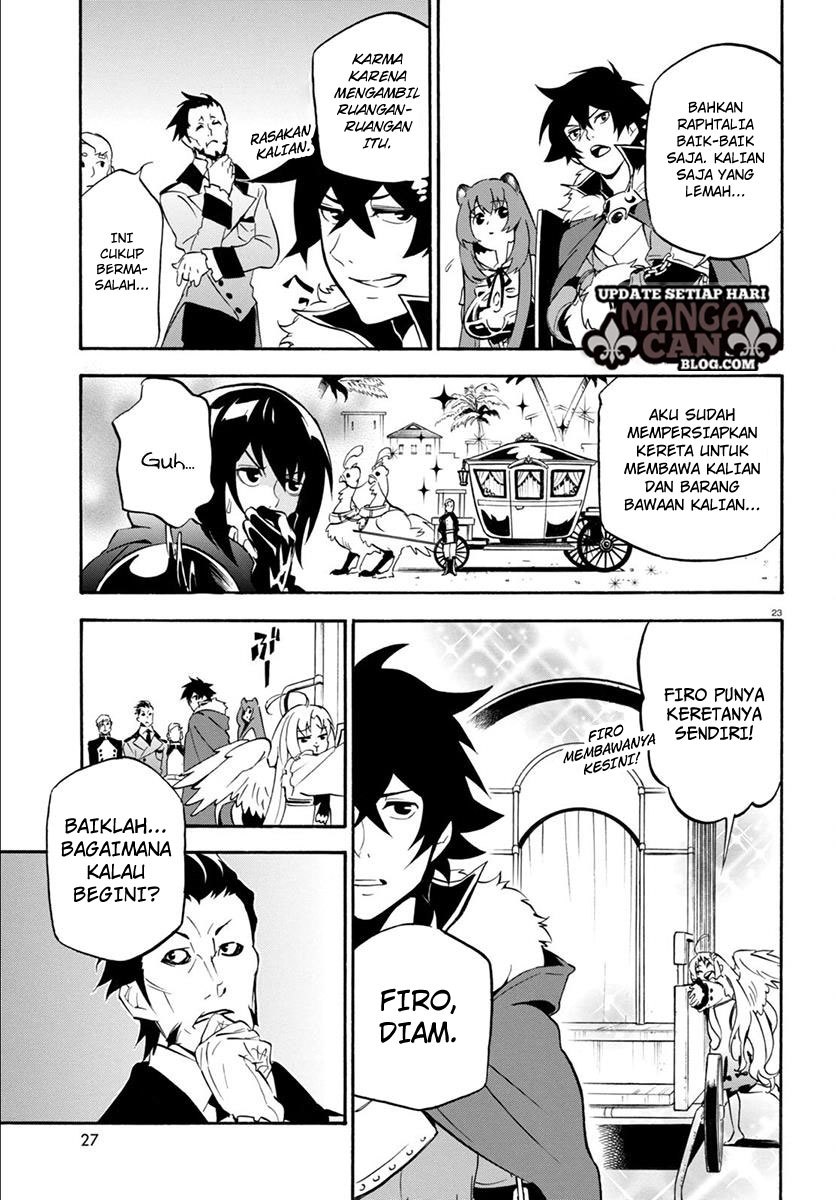 BAHKAN
RAPHTALIA
BAIK-BAIK
SAJA. KALIAN
SAJA YANG
LEMAH...
KARMA
KARENA
MENGAMBIL
RUANGAN-
RUANGAN
ITU.
RASAKAN
KALIAN.
INI
CUKUP
BERMA-
SALAH...
UPDATE SETIAP HARI
MANGA
CAN
BLOG.COM
AKU SUDAH
MEMPERSIAPKAN
KERETA UNTUK
MEMBAWA KALIAN
DAN BARANG
BAWAAN KALIAN...
Guh...
23
FIRO PUNYA
KERETANYA
SENDIRI!
FIRO
MEMBAWANYA
KESINI!
FIRO,
DIAM.
ぶー
BAIKLAH...
BAGAIMANA
KALAU
BEGINI?
27